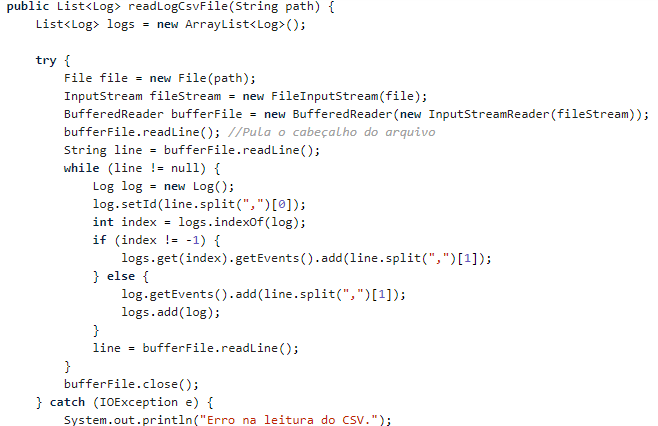 public List<Log> readLogCsvFile(String path) {
    List<Log> logs = new ArrayList<Log>();

    try {
        File file = new File(path);
        InputStream fileStream = new FileInputStream(file);
        BufferedReader bufferFile = new BufferedReader(new InputStreamReader(fileStream));
        bufferFile.readLine(); //Pula o cabeçalho do arquivo
        String line = bufferFile.readLine();
        while (line != null) {
            Log log = new Log();
            log.setId(line.split(",")[0]);
            int index = logs.indexOf(log);
            if (index != -1) {
                logs.get(index).getEvents().add(line.split(",")[1]);
            } else {
                log.getEvents().add(line.split(",")[1]);
                logs.add(log);
            }
            line = bufferFile.readLine();
        }
        bufferFile.close();
    } catch (IOException e) {
        System.out.println("Erro na leitura do CSV.");